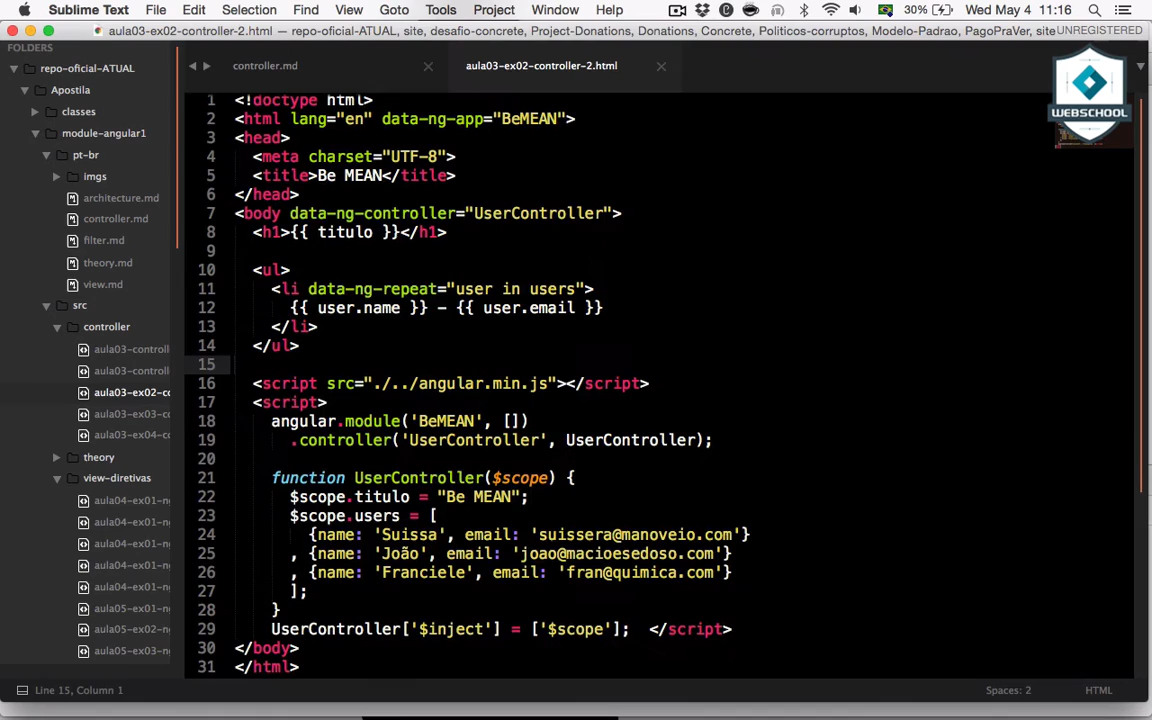 Sublime Text File Edit Selection Find View Goto Tools Project Window Help 30% Wed May 4 11:16
aula03-ex02-controller-2.html — repo-oficial-ATUAL, site, desafio-concrete, Project-Donations, Donations, Concrete, Politicos-corruptos, Modelo-Padrao, PagoPraVer, site UNREGISTERED
FOLDERS
repo-oficial-ATUAL
Apostila
classes
module-angular1
pt-br
imgs
architecture.md
controller.md
filter.md
theory.md
view.md
src
controller
aula03-controll
aula03-controll
aula03-ex02-co
aula03-ex03-cc
aula03-ex04-cc
theory
view-diretivas
aula04-ex01-n
aula04-ex01-n
aula04-ex01-n
aula04-ex01-n
aula04-ex01-n
aula05-ex01-n
aula05-ex02-n
aula05-ex03-n
controller.md
aula03-ex02-controller-2.html
WEBSCHOOL
1 <!doctype html>
2 <html lang="en" data-ng-app="BeMEAN">
3 <head>
4 <meta charset="UTF-8">
5 <title>Be MEAN</title>
6 </head>
7 <body data-ng-controller="UserController">
8 <h1>{{ titulo }}</h1>
9
10 <ul>
11 <li data-ng-repeat="user in users">
12 {{ user.name }} - {{ user.email }}
13 </li>
14 </ul>
15
16 <script src="./../angular.min.js"></script>
17 <script>
18 angular.module('BeMEAN', [])
19 .controller('UserController', UserController);
20
21 function UserController($scope) {
22 $scope.titulo = "Be MEAN";
23 $scope.users = [
24 {name: 'Suissa', email: 'suissera@manoveio.com'}
25 , {name: 'João', email: 'joao@macioesedoso.com'}
26 , {name: 'Franciele', email: 'fran@quimica.com'}
27 ];
28 }
29 UserController['$inject'] = ['$scope']; </script>
30 </body>
31 </html>
Line 15, Column 1
Spaces: 2
HTML